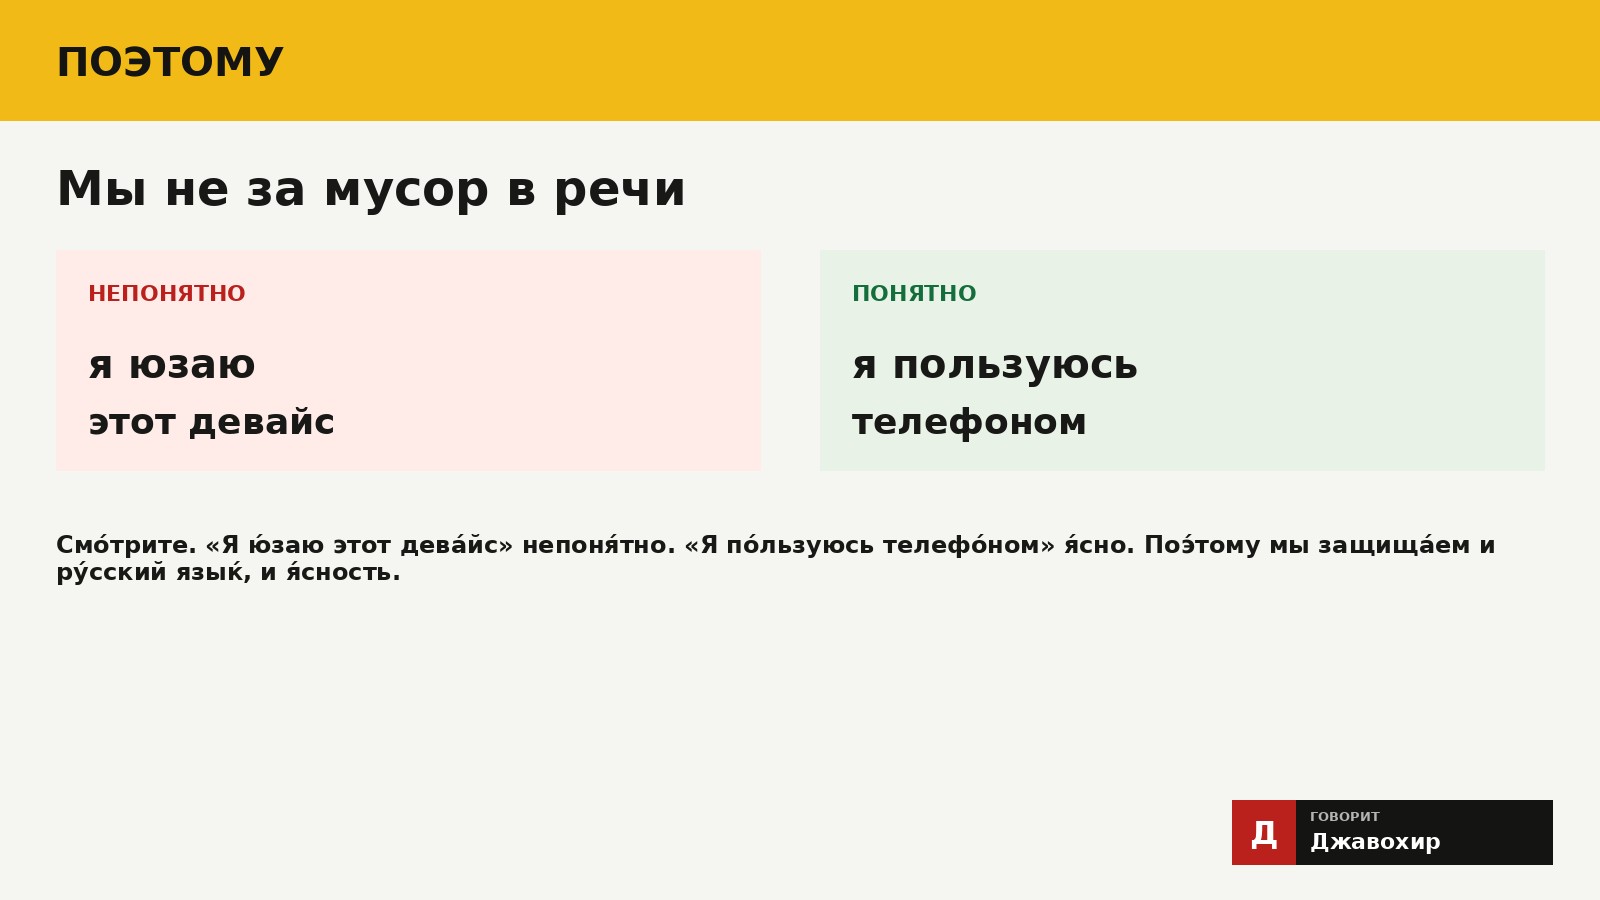 ПОЭТОМУ
Мы не за мусор в речи
НЕПОНЯТНО
я юзаю
этот девайс
ПОНЯТНО
я пользуюсь
телефоном
Смо́трите. «Я ю́заю этот дева́йс» непоня́тно. «Я по́льзуюсь телефо́ном» я́сно. Поэ́тому мы защища́ем и
ру́сский языќ, и я́сность.
Д
ГОВОРИТ
Джавохир